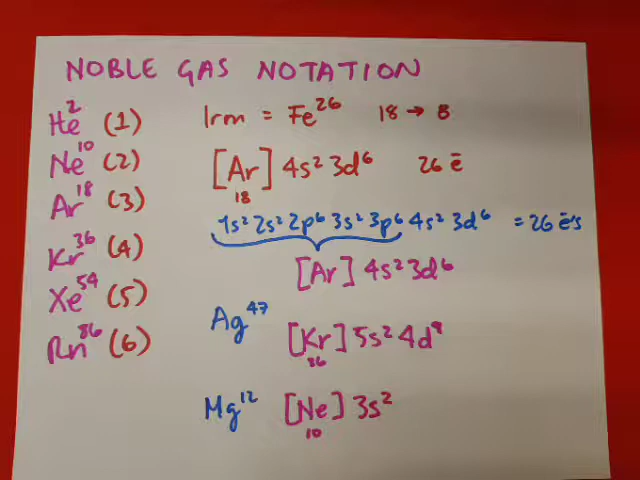 NOBLE GAS NOTATION
He² (1)
Ne¹⁰ (2)
Ar¹⁸ (3)
Kr³⁶ (4)
Xe⁵⁴ (5)
Rn⁸⁶ (6)
Irm = Fe²⁶ 18 → 8
[Ar] 4s² 3d⁶ 26 ē
18
1s² 2s² 2p⁶ 3s² 3p⁶ 4s² 3d⁶ = 26 ē's
[Ar] 4s² 3d⁶
Ag⁴⁷ [Kr] 5s² 4d⁹
36
Mg¹² [Ne] 3s²
10